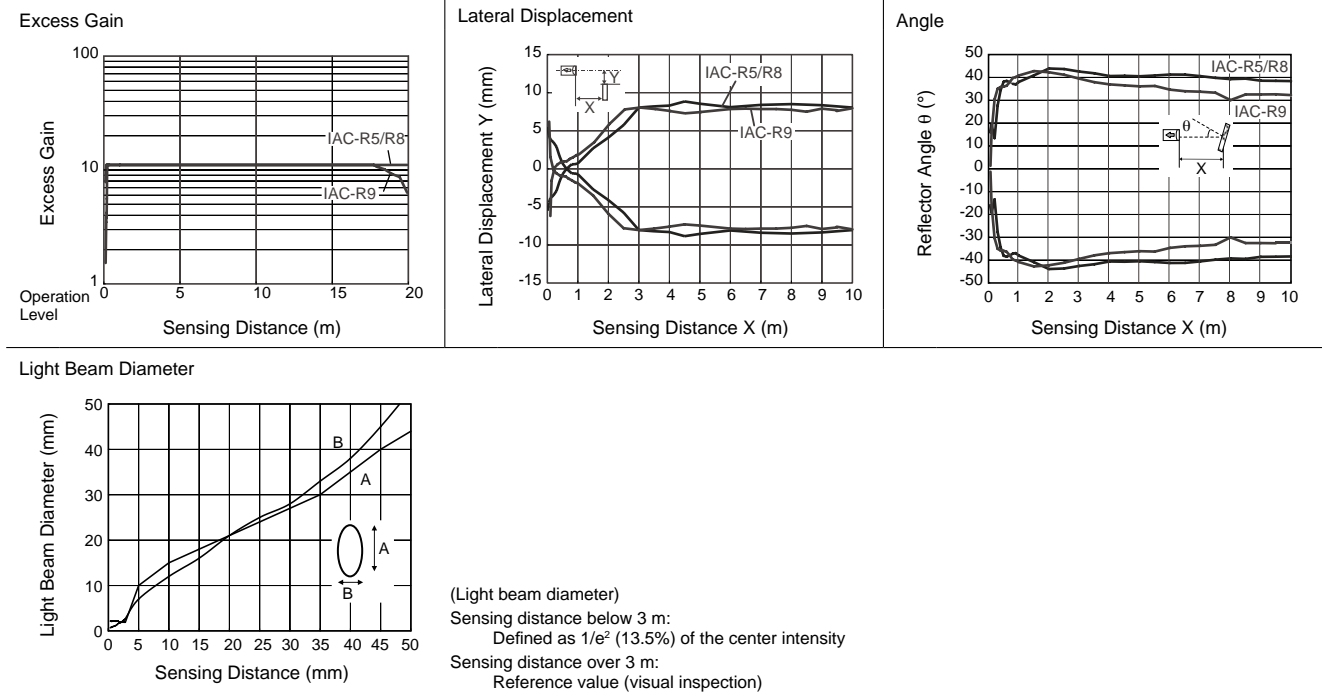 Excess Gain
100
10
1
Excess Gain
IAC-R5/R8
IAC-R9
Operation
Level
0 5 10 15 20
Sensing Distance (m)
Lateral Displacement
15
10
5
0
-5
-10
-15
Lateral Displacement Y (mm)
Y
X
IAC-R5/R8
IAC-R9
0 1 2 3 4 5 6 7 8 9 10
Sensing Distance X (m)
Angle
50
40
30
20
10
0
-10
-20
-30
-40
-50
Reflector Angle θ (°)
IAC-R5/R8
IAC-R9
θ
X
0 1 2 3 4 5 6 7 8 9 10
Sensing Distance X (m)
Light Beam Diameter
50
40
30
20
10
0
Light Beam Diameter (mm)
B
A
A
B
0 5 10 15 20 25 30 35 40 45 50
Sensing Distance (mm)
(Light beam diameter)
Sensing distance below 3 m:
Defined as 1/e² (13.5%) of the center intensity
Sensing distance over 3 m:
Reference value (visual inspection)